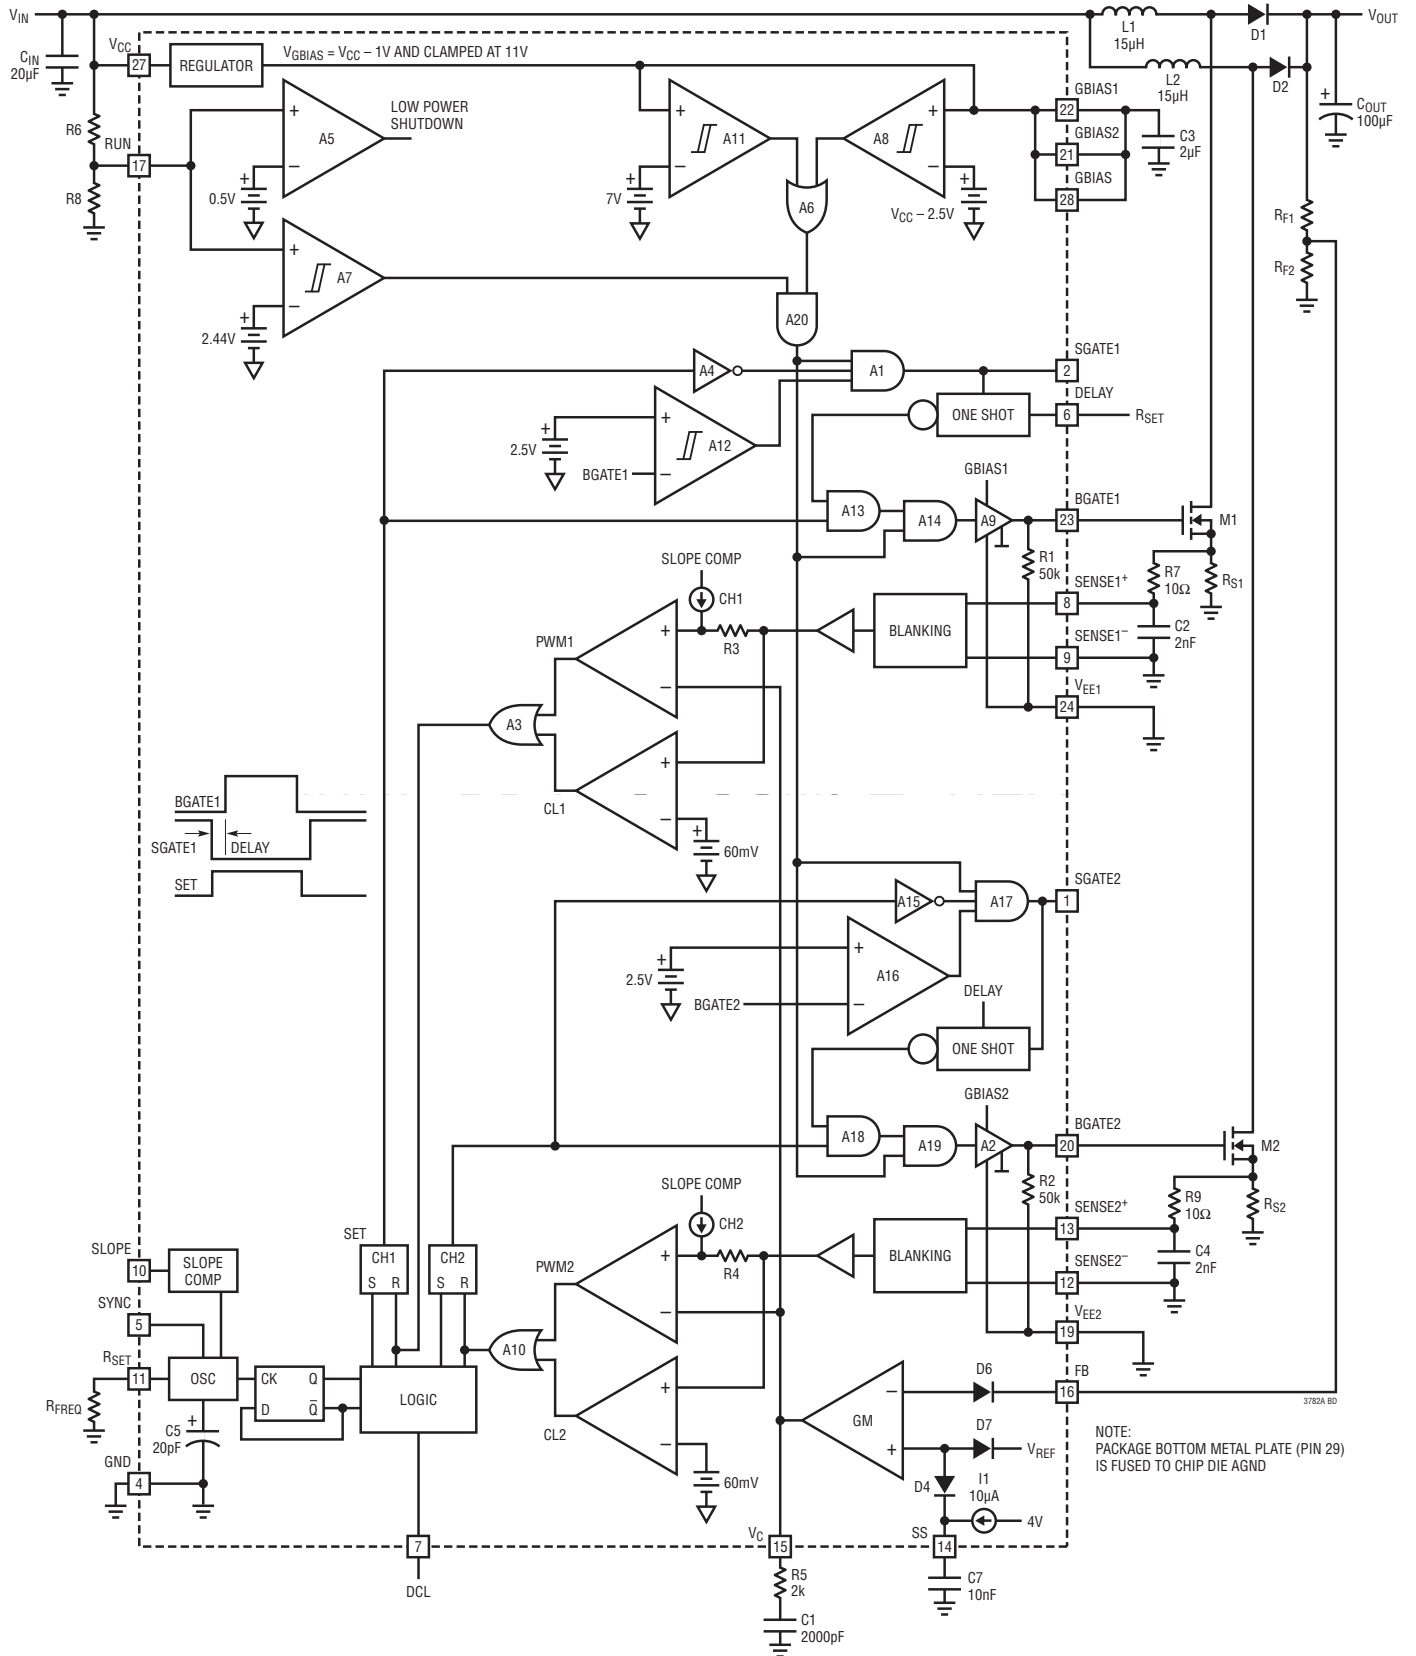 VIN
VOUT
L1
15µH
D1
L2
15µH
D2
CIN
20µF
VCC
27
REGULATOR
VGBIAS = VCC – 1V AND CLAMPED AT 11V
+
COUT
100µF
R6
RUN
17
R8
+
A5
–
LOW POWER
SHUTDOWN
+
0.5V
+
A11
–
+
7V
+
A8
–
+
VCC – 2.5V
A6
GBIAS1
22
GBIAS2
21
GBIAS
28
C3
2µF
RF1
RF2
+
A7
–
+
2.44V
A20
A4
A1
SGATE1
2
DELAY
6
RSET
ONE SHOT
+
2.5V
+
A12
–
BGATE1
GBIAS1
A13
A14
A9
BGATE1
23
M1
R1
50k
R7
10Ω
RS1
SLOPE COMP
CH1
SENSE1+
8
C2
2nF
SENSE1–
9
BLANKING
R3
PWM1
+
–
VEE1
24
A3
CL1
+
–
+
60mV
BGATE1
SGATE1
DELAY
SET
A15
A17
SGATE2
1
+
2.5V
+
A16
–
BGATE2
DELAY
ONE SHOT
GBIAS2
A18
A19
A2
BGATE2
20
M2
R2
50k
R9
10Ω
RS2
SLOPE COMP
CH2
SENSE2+
13
C4
2nF
SENSE2–
12
BLANKING
R4
PWM2
+
–
VEE2
19
SET
CH1
S R
CH2
S R
SLOPE
10
SLOPE
COMP
SYNC
5
RSET
11
OSC
CK Q
D Q
LOGIC
RFREQ
+
C5
20pF
GND
4
A10
CL2
+
–
60mV
GM
–
+
D6
FB
16
D7
VREF
D4
I1
10µA
4V
3782A BD
NOTE:
PACKAGE BOTTOM METAL PLATE (PIN 29)
IS FUSED TO CHIP DIE AGND
7
DCL
VC
15
R5
2k
C1
2000pF
SS
14
C7
10nF